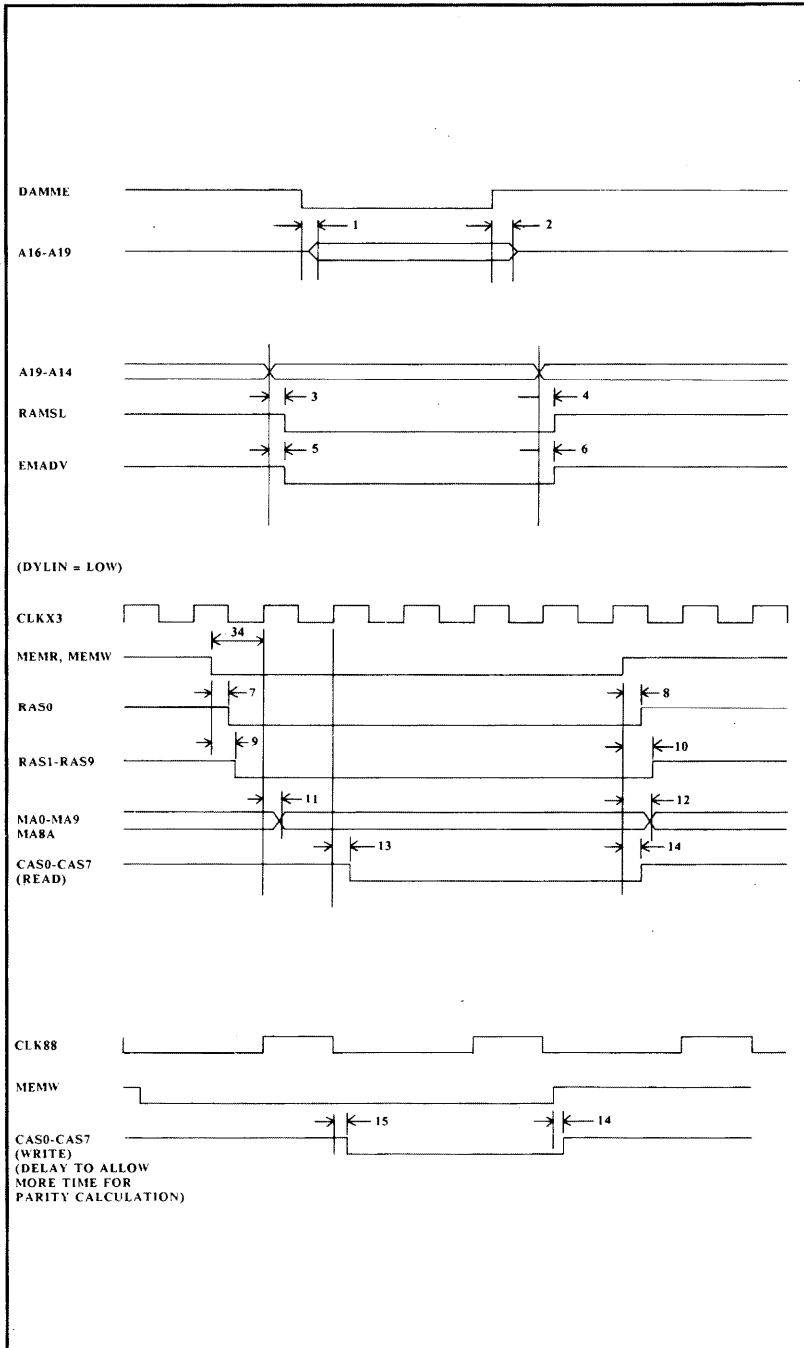 DAMME
1
2
A16-A19
A19-A14
3
4
RAMSL
5
6
EMADV
(DYLIN = LOW)
CLKX3
34
MEMR, MEMW
7
8
RAS0
9
10
RAS1-RAS9
11
12
MA0-MA9
MA8A
13
14
CAS0-CAS7
(READ)
CLK88
MEMW
15
14
CAS0-CAS7
(WRITE)
(DELAY TO ALLOW
MORE TIME FOR
PARITY CALCULATION)